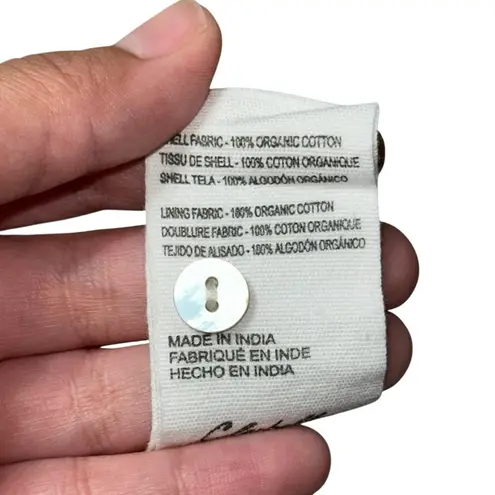 SHELL FABRIC - 100% ORGANIC COTTON
TISSU DE SHELL - 100% COTON ORGANIQUE
SHELL TELA - 100% ALGODÓN ORGÁNICO
LINING FABRIC - 100% ORGANIC COTTON
DOUBLURE FABRIC - 100% COTON ORGANIQUE
TEJIDO DE ALISADO - 100% ALGODÓN ORGÁNICO
MADE IN INDIA
FABRIQUÉ EN INDE
HECHO EN INDIA